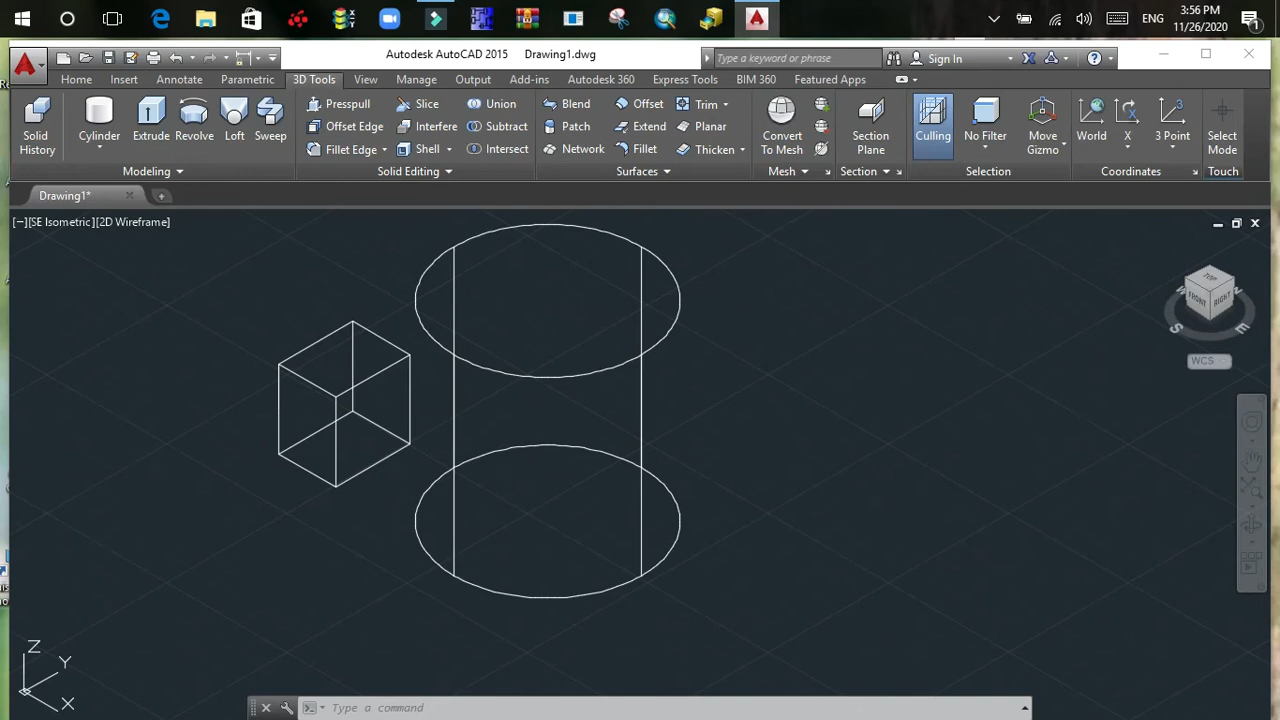 3:56 PM
ENG
11/26/2020
Autodesk AutoCAD 2015 Drawing1.dwg
Type a keyword or phrase
Sign In
Home Insert Annotate Parametric 3D Tools View Manage Output Add-ins Autodesk 360 Express Tools BIM 360 Featured Apps
Solid History
Cylinder
Extrude
Revolve
Loft
Sweep
Modeling
Presspull
Offset Edge
Fillet Edge
Slice
Interfere
Shell
Union
Subtract
Intersect
Solid Editing
Blend
Patch
Network
Offset
Extend
Fillet
Trim
Planar
Thicken
Surfaces
Convert To Mesh
Mesh
Section Plane
Section
Culling
No Filter
Move Gizmo
Selection
World
X
3 Point
Coordinates
Select Mode
Touch
Drawing1*
[−][SE Isometric][2D Wireframe]
TOP
FRONT
RIGHT
W
N
S
E
WCS
Z
Y
X
Type a command